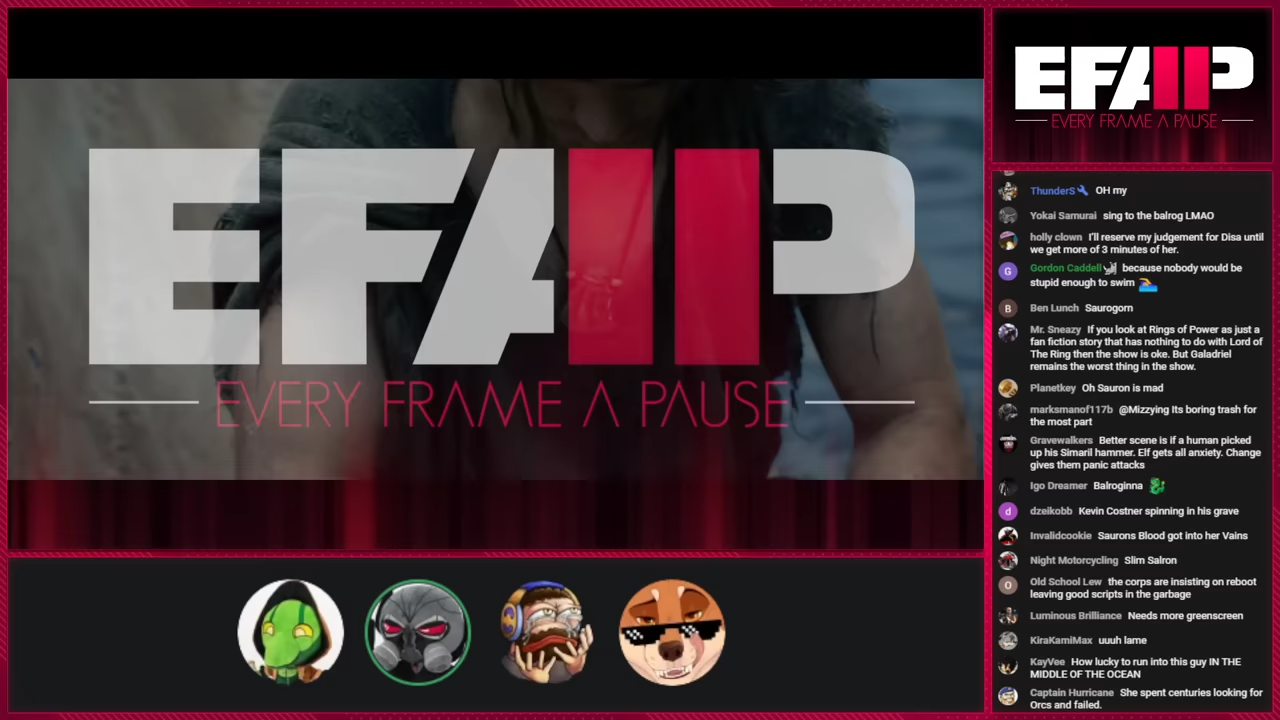 EFAP
EVERY FRAME A PAUSE
EFAP
EVERY FRAME A PAUSE
ThunderS OH my
Yokai Samurai sing to the balrog LMAO
holly clown I'll reserve my judgement for Disa until
we get more of 3 minutes of her.
G Gordon Caddell because nobody would be
stupid enough to swim
B Ben Lunch Saurogorn
Mr. Sneazy If you look at Rings of Power as just a
fan fiction story that has nothing to do with Lord of
The Ring then the show is oke. But Galadriel
remains the worst thing in the show.
Planetkey Oh Sauron is mad
marksmanof117b @Mizzying Its boring trash for
the most part
Gravewalkers Better scene is if a human picked
up his Simaril hammer. Elf gets all anxiety. Change
gives them panic attacks
Igo Dreamer Balroginna
d dzeikobb Kevin Costner spinning in his grave
Invalidcookie Saurons Blood got into her Vains
Night Motorcycling Slim Salron
O Old School Lew the corps are insisting on reboot
leaving good scripts in the garbage
Luminous Brilliance Needs more greenscreen
KiraKamiMax uuuh lame
KayVee How lucky to run into this guy IN THE
MIDDLE OF THE OCEAN
Captain Hurricane She spent centuries looking for
Orcs and failed.